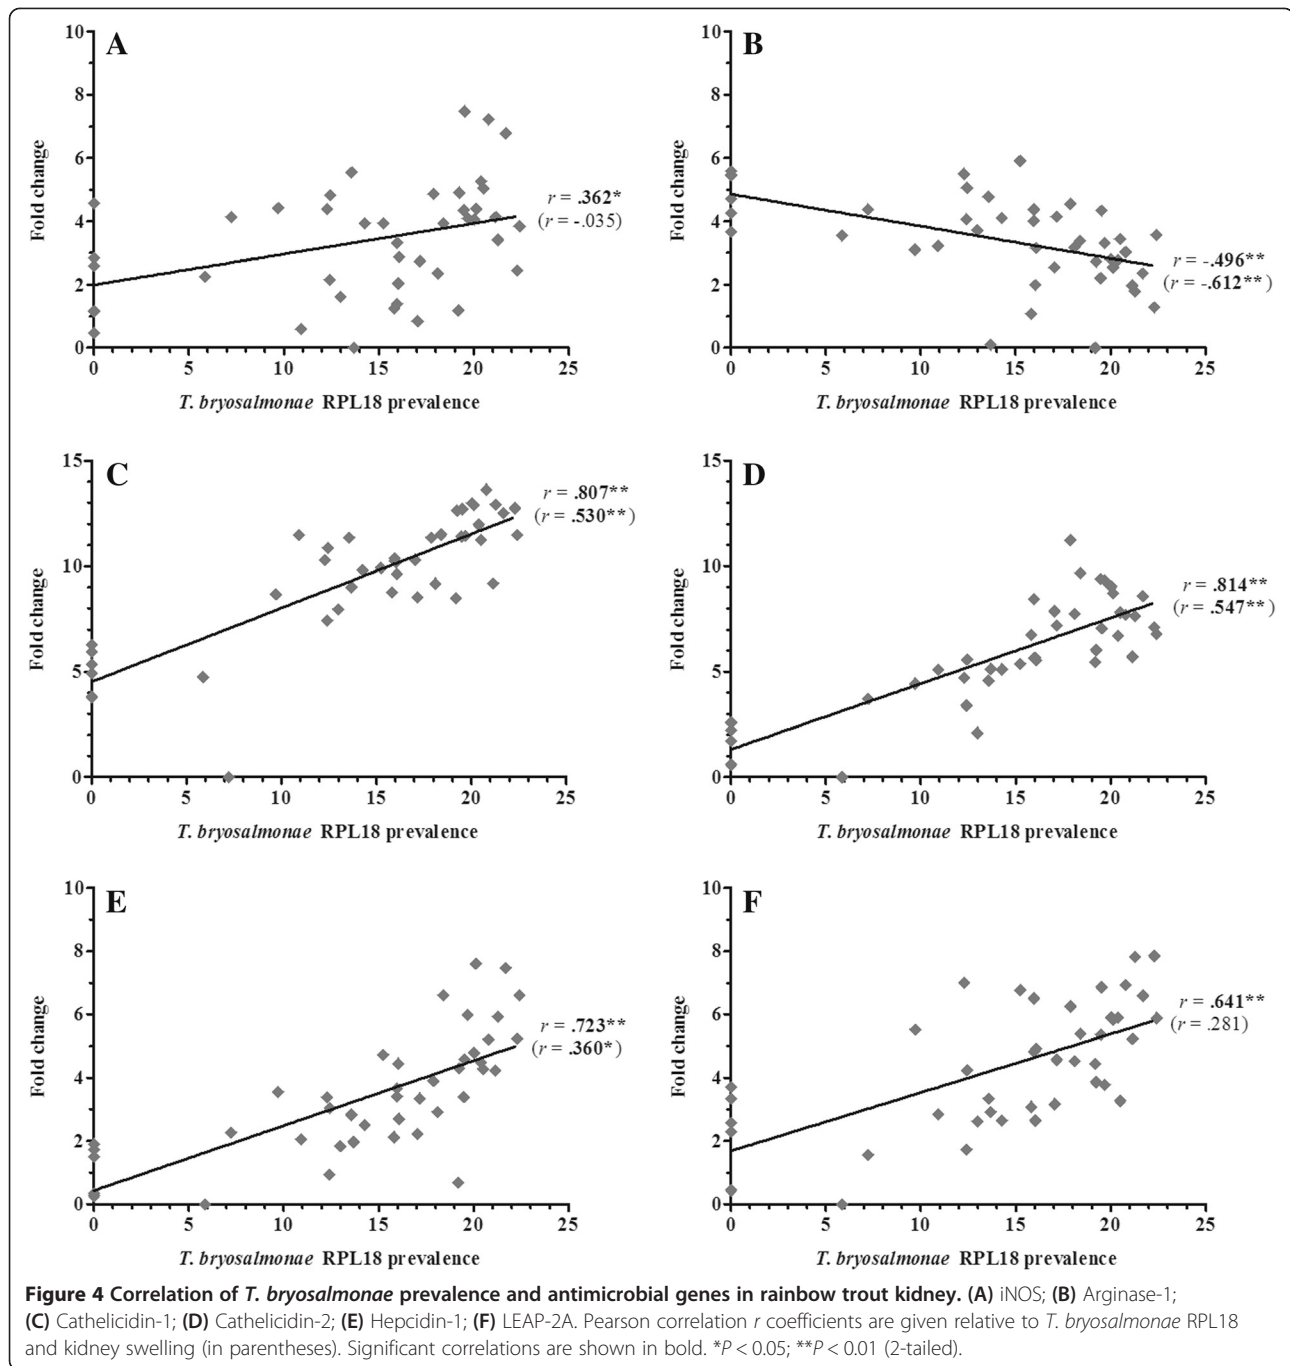 A
10
8
6
4
2
0
Fold change
r = .362*
(r = -.035)
0 5 10 15 20 25
T. bryosalmonae RPL18 prevalence
B
10
8
6
4
2
0
Fold change
r = -.496**
(r = -.612**)
0 5 10 15 20 25
T. bryosalmonae RPL18 prevalence
C
15
10
5
0
Fold change
r = .807**
(r = .530**)
0 5 10 15 20 25
T. bryosalmonae RPL18 prevalence
D
15
10
5
0
Fold change
r = .814**
(r = .547**)
0 5 10 15 20 25
T. bryosalmonae RPL18 prevalence
E
10
8
6
4
2
0
Fold change
r = .723**
(r = .360*)
0 5 10 15 20 25
T. bryosalmonae RPL18 prevalence
F
10
8
6
4
2
0
Fold change
r = .641**
(r = .281)
0 5 10 15 20 25
T. bryosalmonae RPL18 prevalence
Figure 4 Correlation of T. bryosalmonae prevalence and antimicrobial genes in rainbow trout kidney. (A) iNOS; (B) Arginase-1;
(C) Cathelicidin-1; (D) Cathelicidin-2; (E) Hepcidin-1; (F) LEAP-2A. Pearson correlation r coefficients are given relative to T. bryosalmonae RPL18
and kidney swelling (in parentheses). Significant correlations are shown in bold. *P < 0.05; **P < 0.01 (2-tailed).